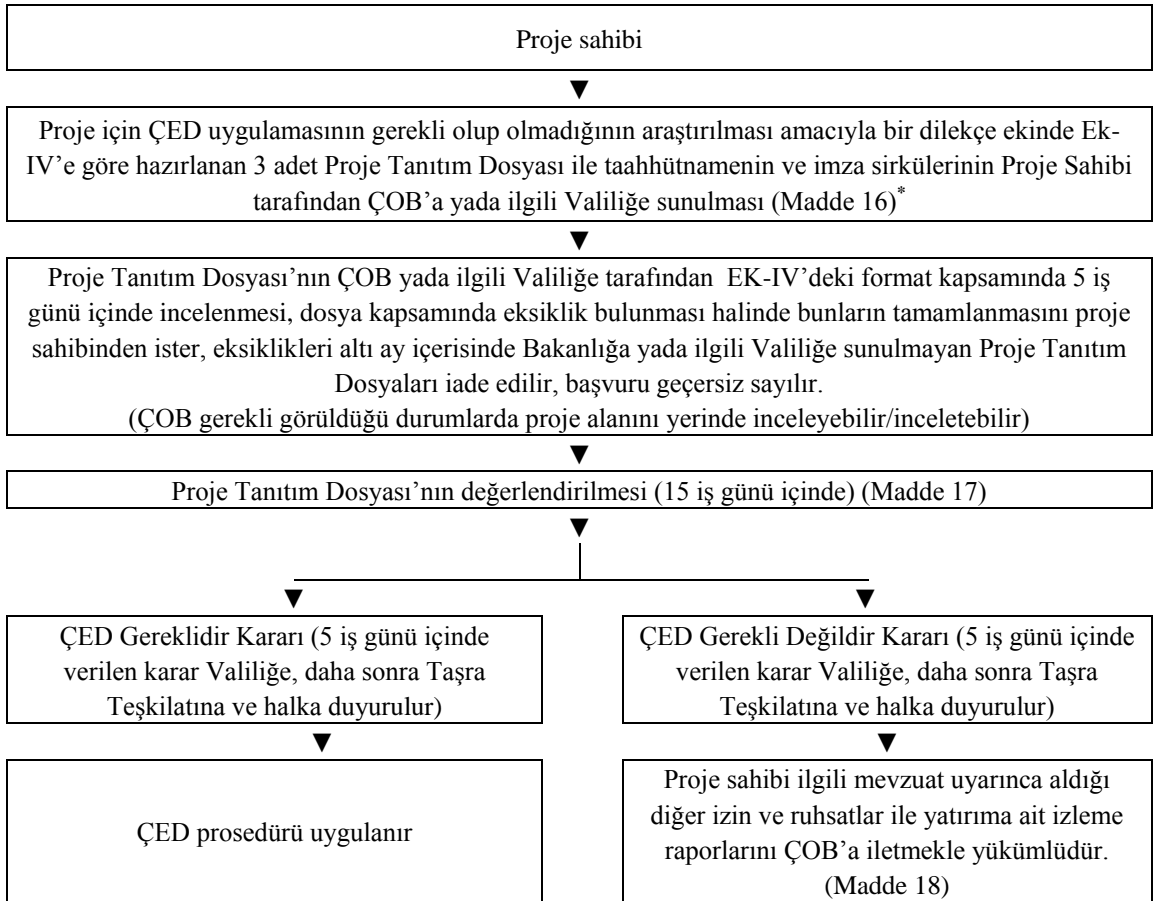 Proje sahibi
▼
Proje için ÇED uygulamasının gerekli olup olmadığının araştırılması amacıyla bir dilekçe ekinde Ek-
IV’e göre hazırlanan 3 adet Proje Tanıtım Dosyası ile taahhütnamenin ve imza sirkülerinin Proje Sahibi
tarafından ÇOB’a yada ilgili Valiliğe sunulması (Madde 16)*
▼
Proje Tanıtım Dosyası’nın ÇOB yada ilgili Valiliğe tarafından EK-IV’deki format kapsamında 5 iş
günü içinde incelenmesi, dosya kapsamında eksiklik bulunması halinde bunların tamamlanmasını proje
sahibinden ister, eksiklikleri altı ay içerisinde Bakanlığa yada ilgili Valiliğe sunulmayan Proje Tanıtım
Dosyaları iade edilir, başvuru geçersiz sayılır.
(ÇOB gerekli görüldüğü durumlarda proje alanını yerinde inceleyebilir/inceletebilir)
▼
Proje Tanıtım Dosyası’nın değerlendirilmesi (15 iş günü içinde) (Madde 17)
▼
▼ ▼
ÇED Gereklidir Kararı (5 iş günü içinde
verilen karar Valiliğe, daha sonra Taşra
Teşkilatına ve halka duyurulur)
ÇED Gerekli Değildir Kararı (5 iş günü içinde
verilen karar Valiliğe, daha sonra Taşra
Teşkilatına ve halka duyurulur)
▼ ▼
ÇED prosedürü uygulanır
Proje sahibi ilgili mevzuat uyarınca aldığı
diğer izin ve ruhsatlar ile yatırıma ait izleme
raporlarını ÇOB’a iletmekle yükümlüdür.
(Madde 18)